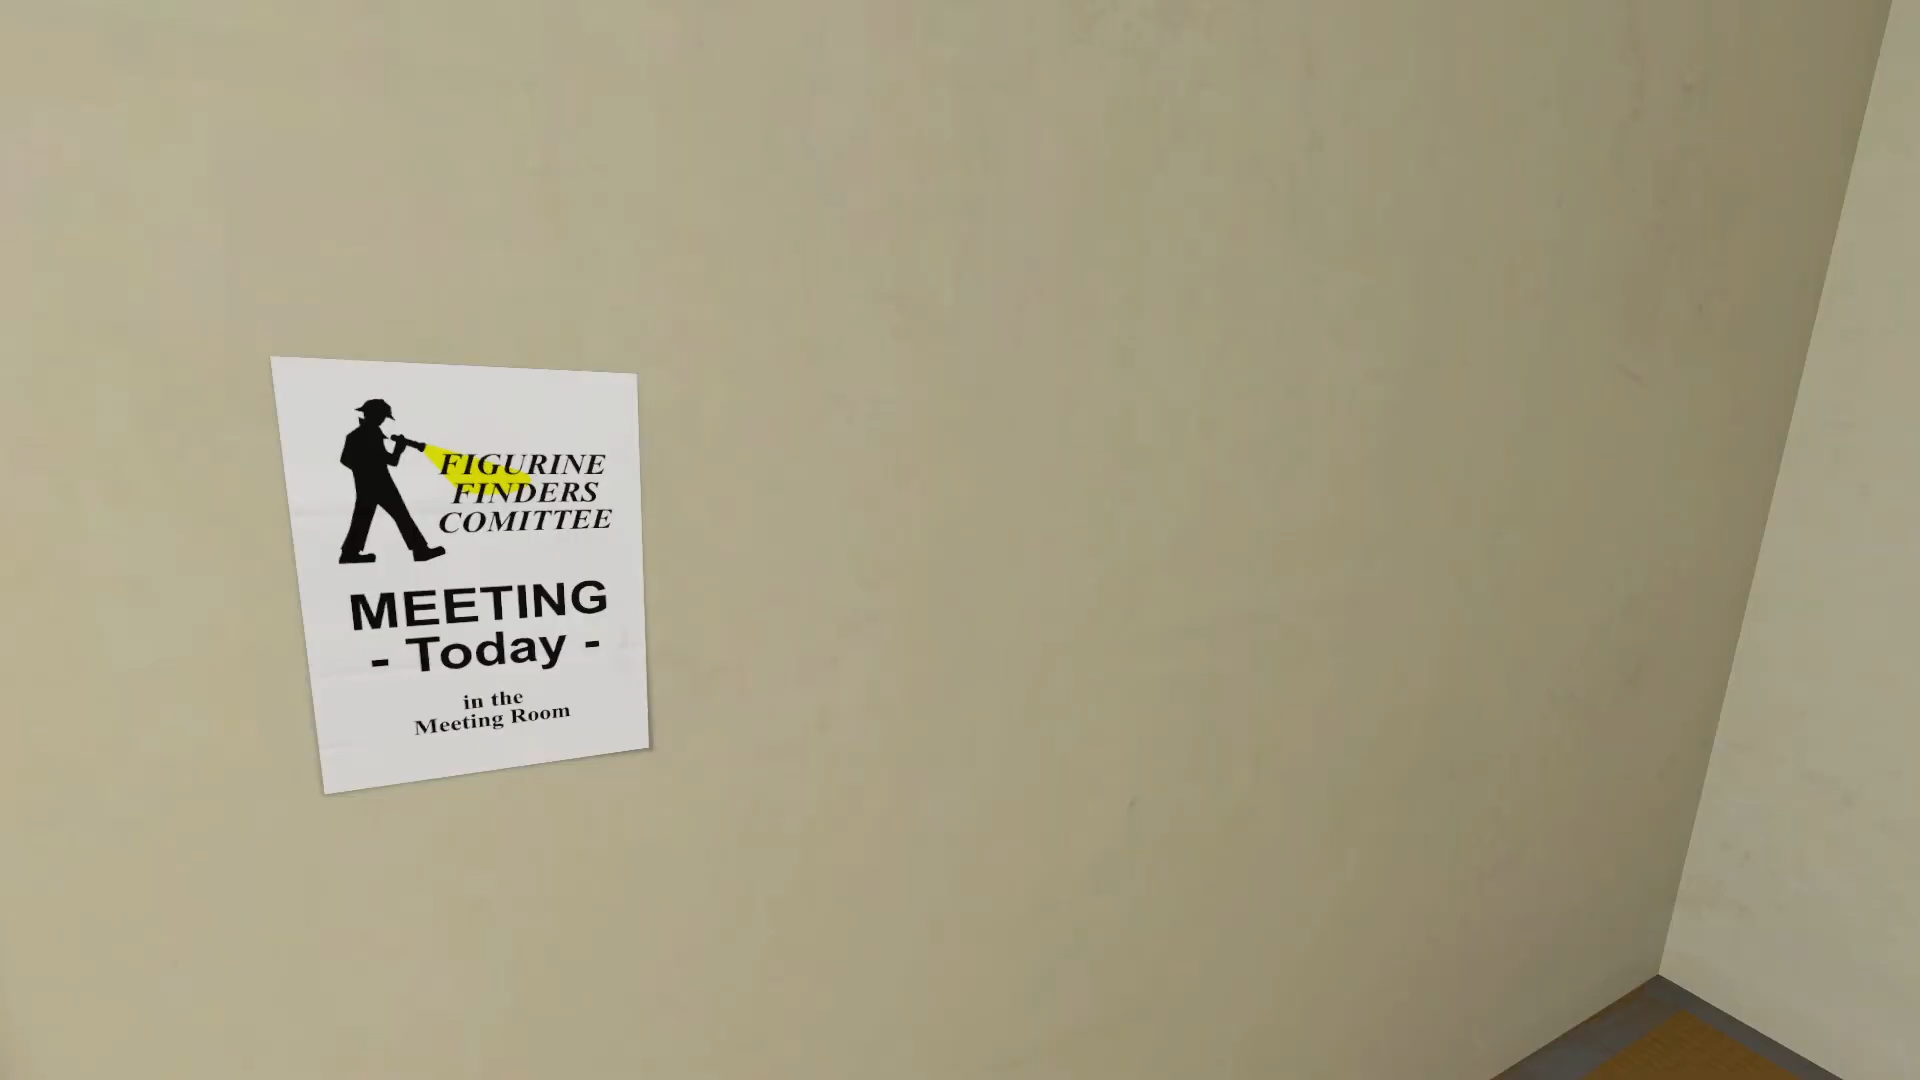 FIGURINE
FINDERS
COMITTEE
MEETING
- Today -
in the
Meeting Room